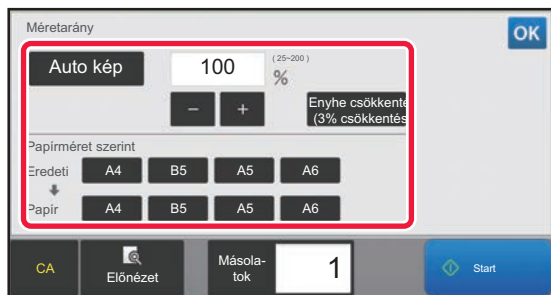 Méretarány
OK
Auto kép
100
(25~200)
%
−
+
Enyhe csökkenté
(3% csökkentés
Papírméret szerint
Eredeti
A4
B5
A5
A6
Papír
A4
B5
A5
A6
CA
Előnézet
Másola-
tok
1
Start